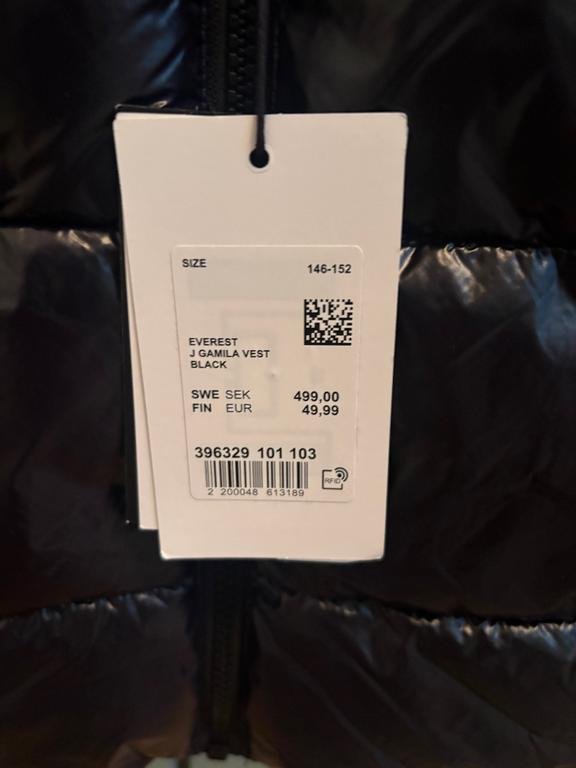 SIZE 146-152
EVEREST
J GAMILA VEST
BLACK
SWE SEK 499,00
FIN EUR 49,99
396329 101 103
2 200048 613189
RFID